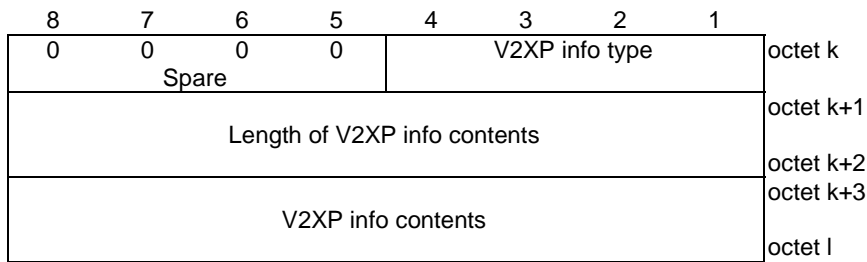 8 7 6 5 4 3 2 1
0 0 0 0 V2XP info type octet k
Spare
octet k+1
Length of V2XP info contents
octet k+2
octet k+3
V2XP info contents
octet l